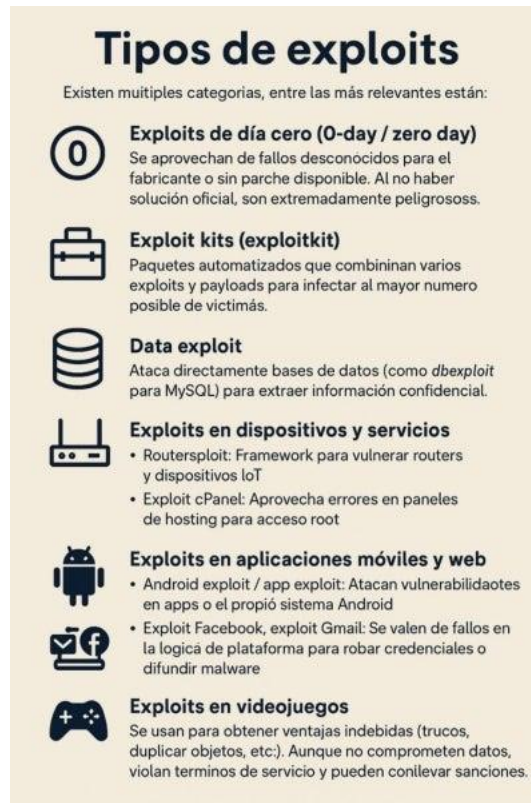 Tipos de exploits
Existen muitiples categorias, entre las más relevantes están:
0
Exploits de día cero (0-day / zero day)
Se aprovechan de fallos desconocidos para el
fabricante o sin parche disponible. Al no haber
solución oficial, son extremadamente peligrososs.
Exploit kits (exploitkit)
Paquetes automatizados que combininan varios
exploits y payloads para infectar al mayor numero
posible de victimás.
Data exploit
Ataca directamente bases de datos (como dbexploit
para MySQL) para extraer información confidencial.
Exploits en dispositivos y servicios
• Routersploit: Framework para vulnerar routers
y dispositivos loT
• Exploit cPanel: Aprovecha errores en paneles
de hosting para acceso root
Exploits en aplicaciones móviles y web
• Android exploit / app exploit: Atacan vulnerabilidaotes
en apps o el propió sistema Android
• Exploit Facebook, exploit Gmail: Se valen de fallos en
la logica de plataforma para robar credenciales o
difundir malware
Exploits en videojuegos
Se usan para obtener ventajas indebidas (trucos,
duplicar objetos, etc:). Aunque no comprometen datos,
violan terminos de servicio y pueden conilevar sanciones.